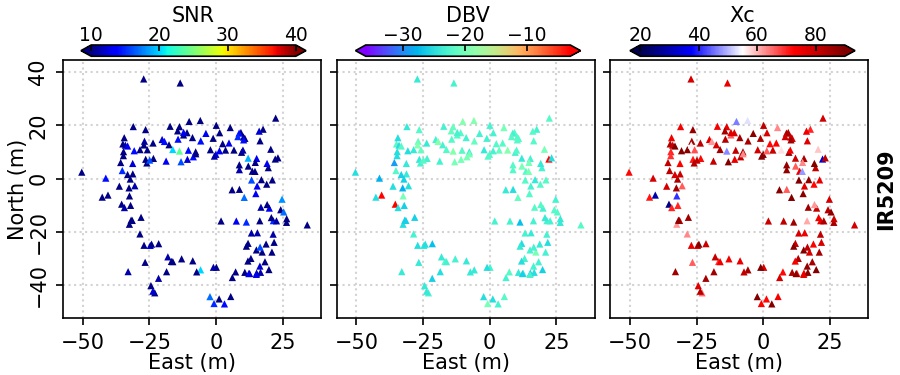 SNR DBV Xc
10 20 30 40 −30 −20 −10 20 40 60 80
40
20
0
−20
−40
North (m)
−50 −25 0 25 −50 −25 0 25 −50 −25 0 25
East (m) East (m) East (m)
IR5209